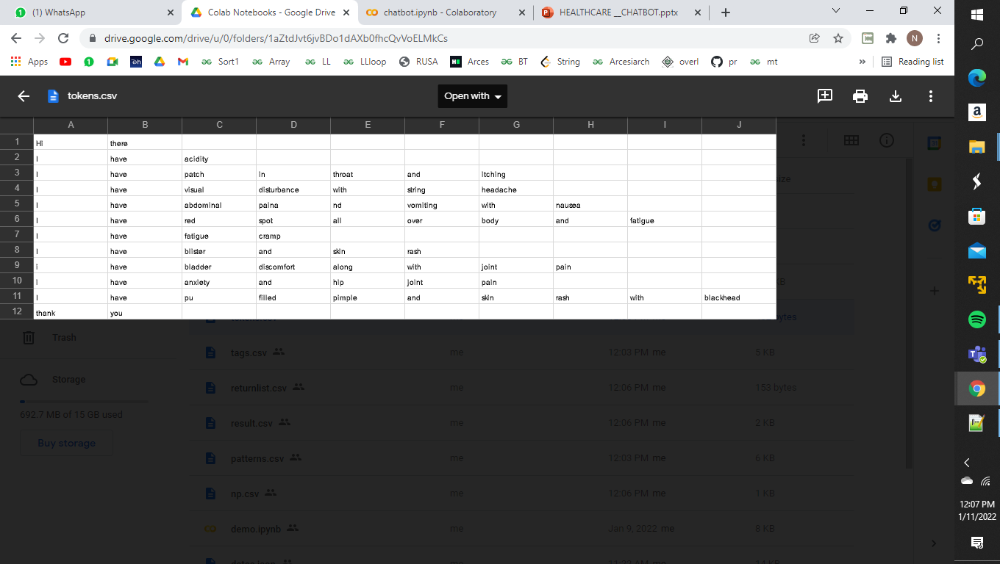 (1) WhatsApp Colab Notebooks - Google Drive chatbot.ipynb - Colaboratory HEALTHCARE __CHATBOT.pptx
drive.google.com/drive/u/0/folders/1aZtdJvt6jvBDo1dAXb0fhcQvVoELMkCs N
Apps Sort1 Array LL LLloop RUSA Arces BT String Arcesiarch overl pr mt » Reading list
tokens.csv Open with
A B C D E F G H I J
1 Hi there
2 I have acidity
3 I have patch in throat and itching
4 I have visual disturbance with string headache
5 I have abdominal paina nd vomiting with nausea
6 I have red spot all over body and fatigue
7 I have fatigue cramp
8 I have blister and skin rash
9 i have bladder discomfort along with joint pain
10 i have anxiety and hip joint pain
11 I have pu filled pimple and skin rash with blackhead
12 thank you
size
KB
bytes
Trash
tags.csv me 12:03 PM me 5 KB
Storage
returnlist.csv me 12:06 PM me 153 bytes
692.7 MB of 15 GB used
result.csv me 12:06 PM me 2 KB
Buy storage
patterns.csv me 12:03 PM me 6 KB
np.csv me 12:06 PM me 1 KB
demo.ipynb me Jan 9, 2022 me 8 KB
12:07 PM
1/11/2022